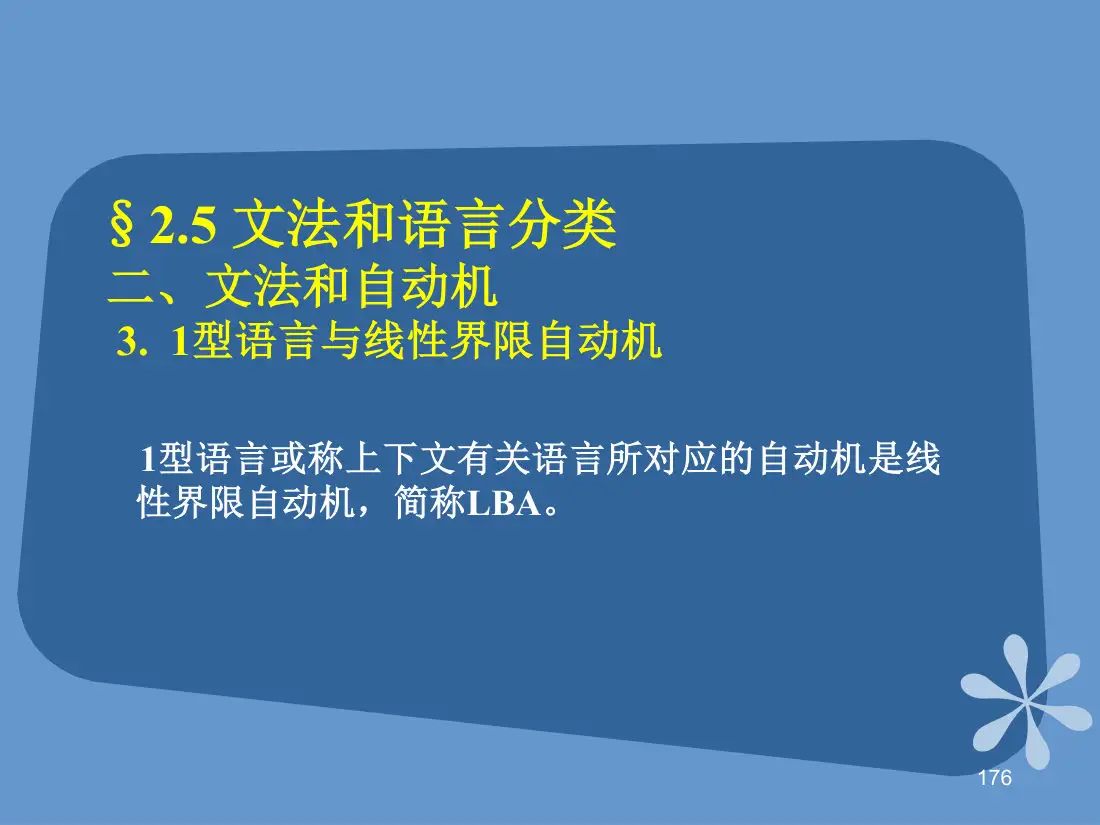 §2.5 文法和语言分类
二、文法和自动机
3. 1型语言与线性界限自动机
1型语言或称上下文有关语言所对应的自动机是线
性界限自动机，简称LBA。
176